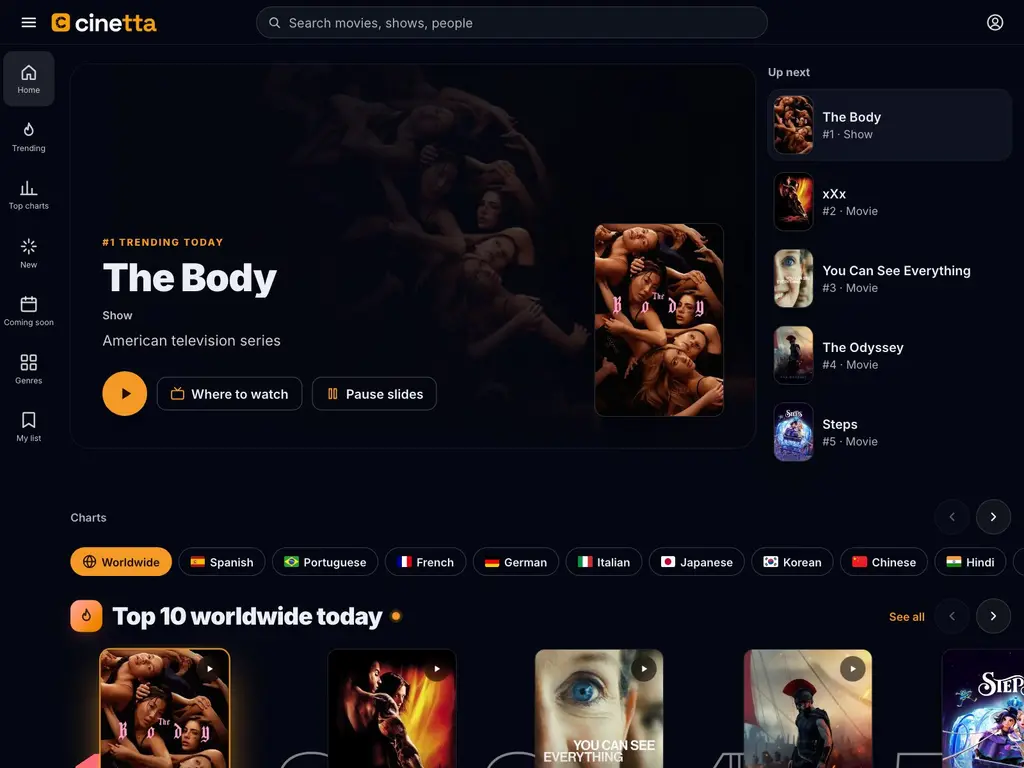 cinetta
Search movies, shows, people
Home
Trending
Top charts
New
Coming soon
Genres
My list
#1 TRENDING TODAY
The Body
Show
American television series
Where to watch
Pause slides
The Body
Up next
The Body
#1 · Show
xXx
#2 · Movie
You Can See Everything
#3 · Movie
The Odyssey
#4 · Movie
Steps
#5 · Movie
Charts
Worldwide
Spanish
Portuguese
French
German
Italian
Japanese
Korean
Chinese
Hindi
Top 10 worldwide today
See all
The Body
YOU CAN SEE
EVERYTHING
STEPS